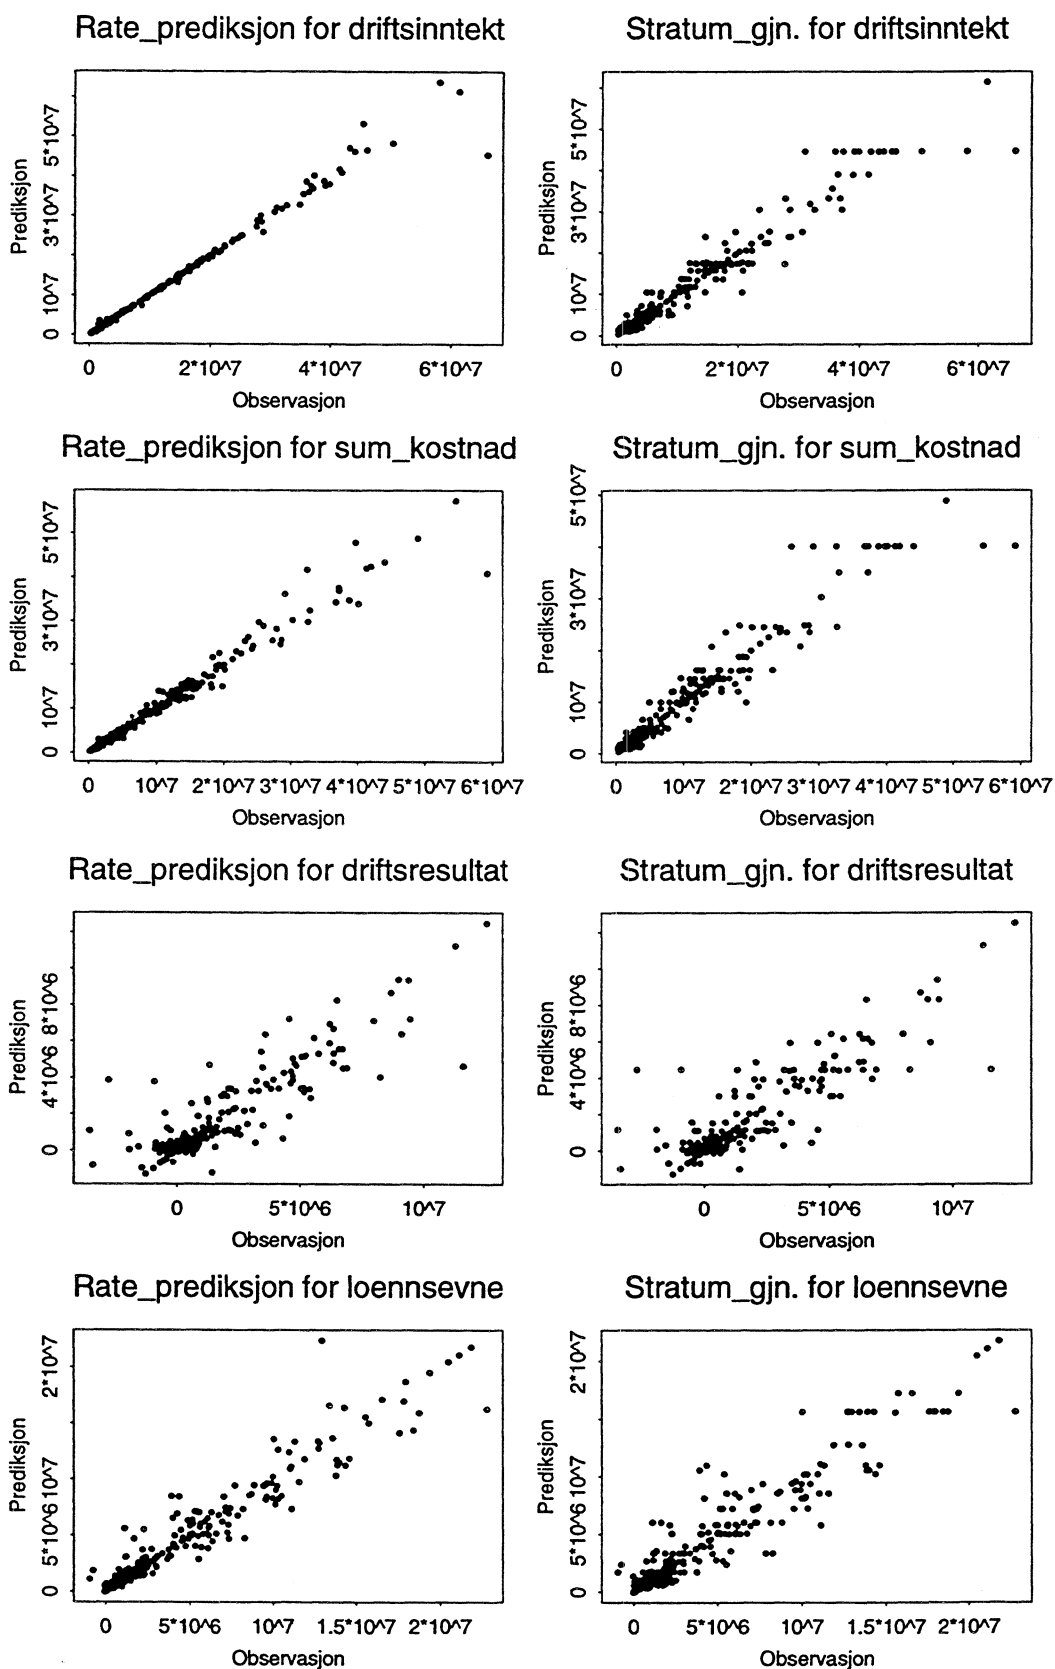 Rate_prediksjon for driftsinntekt
Prediksjon
0 10^7 3*10^7 5*10^7
0 2*10^7 4*10^7 6*10^7
Observasjon
Stratum_gjn. for driftsinntekt
Prediksjon
0 10^7 3*10^7 5*10^7
0 2*10^7 4*10^7 6*10^7
Observasjon
Rate_prediksjon for sum_kostnad
Prediksjon
0 10^7 3*10^7 5*10^7
0 10^7 2*10^7 3*10^7 4*10^7 5*10^7 6*10^7
Observasjon
Stratum_gjn. for sum_kostnad
Prediksjon
0 10^7 3*10^7 5*10^7
0 10^7 2*10^7 3*10^7 4*10^7 5*10^7 6*10^7
Observasjon
Rate_prediksjon for driftsresultat
Prediksjon
0 4*10^6 8*10^6
0 5*10^6 10^7
Observasjon
Stratum_gjn. for driftsresultat
Prediksjon
0 4*10^6 8*10^6
0 5*10^6 10^7
Observasjon
Rate_prediksjon for loennsevne
Prediksjon
0 5*10^6 10^7 2*10^7
0 5*10^6 10^7 1.5*10^7 2*10^7
Observasjon
Stratum_gjn. for loennsevne
Prediksjon
0 5*10^6 10^7 2*10^7
0 5*10^6 10^7 1.5*10^7 2*10^7
Observasjon